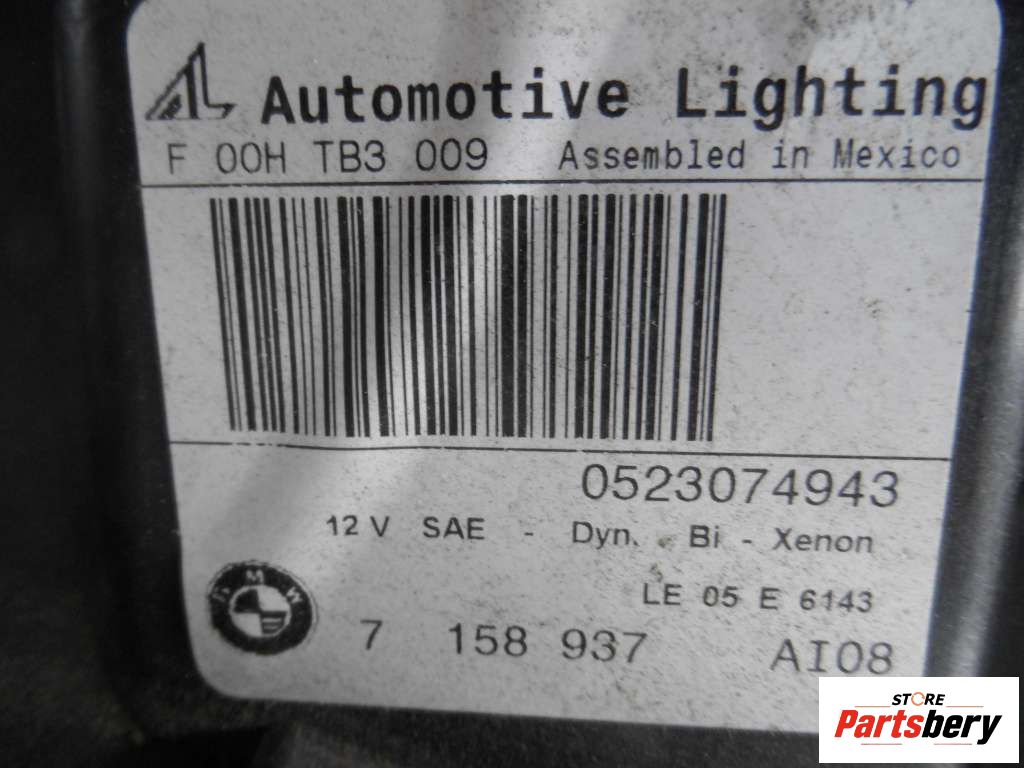 AL Automotive Lighting
F 00H TB3 009 Assembled in Mexico
0523074943
12 V SAE - Dyn. Bi - Xenon
LE 05 E 6143
BMW
7 158 937 AI08
STORE
Partsbery